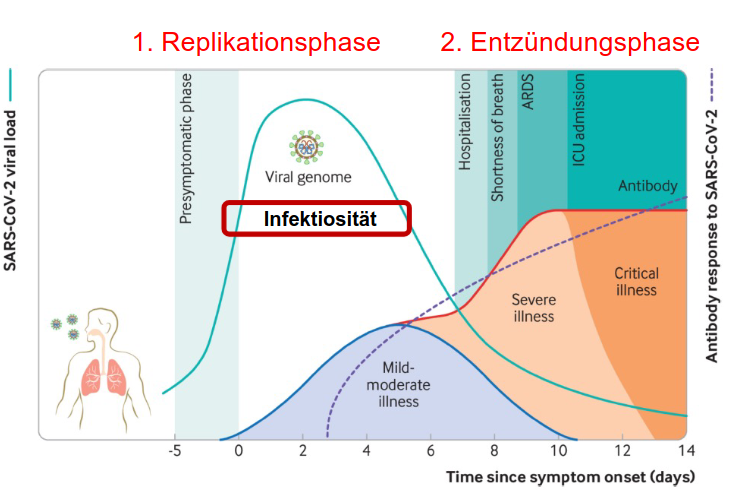 1. Replikationsphase
2. Entzündungsphase
SARS-CoV-2 viral load
Presymptomatic phase
Viral genome
Infektiosität
Hospitalisation
Shortness of breath
ARDS
ICU admission
Antibody
Critical
illness
Severe
illness
Mild-
moderate
illness
Antibody response to SARS-CoV-2
-5 0 2 4 6 8 10 12 14
Time since symptom onset (days)